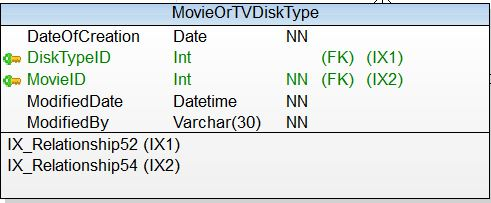 MovieOrTVDiskType
DateOfCreation Date NN
DiskTypeID Int (FK) (IX1)
MovieID Int NN (FK) (IX2)
ModifiedDate Datetime NN
ModifiedBy Varchar(30) NN
IX_Relationship52 (IX1)
IX_Relationship54 (IX2)